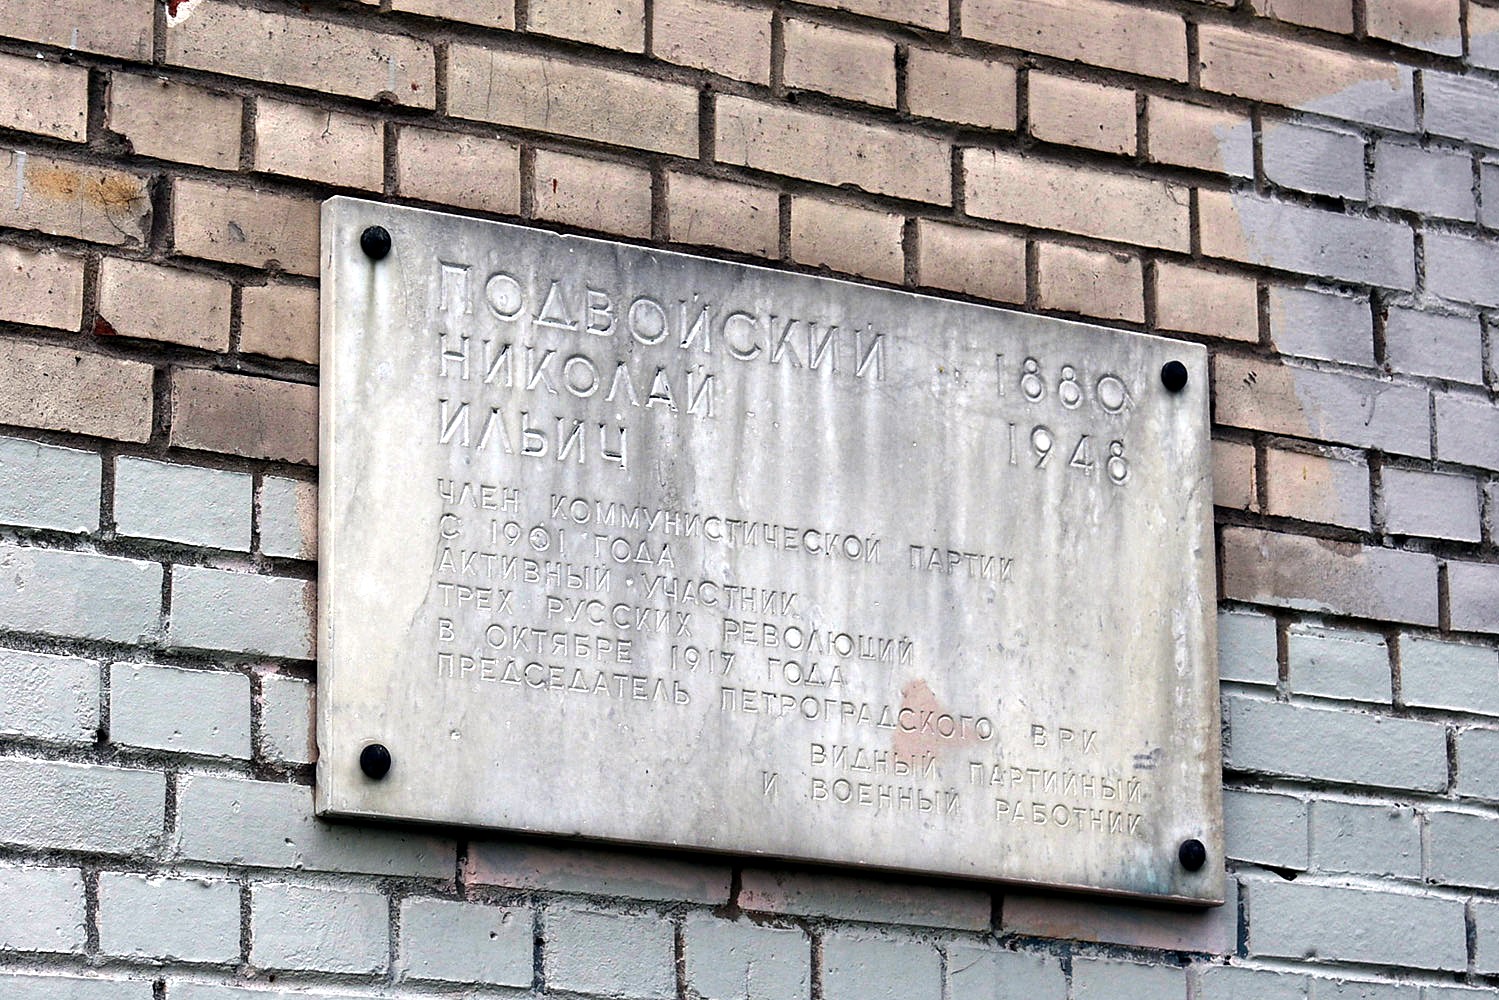 ПОДВОЙСКИЙ
НИКОЛАЙ 1880
ИЛЬИЧ 1948
ЧЛЕН КОММУНИСТИЧЕСКОЙ ПАРТИИ
С 1901 ГОДА
АКТИВНЫЙ УЧАСТНИК
ТРЕХ РУССКИХ РЕВОЛЮЦИЙ
В ОКТЯБРЕ 1917 ГОДА
ПРЕДСЕДАТЕЛЬ ПЕТРОГРАДСКОГО ВРК
ВИДНЫЙ ПАРТИЙНЫЙ
И ВОЕННЫЙ РАБОТНИК